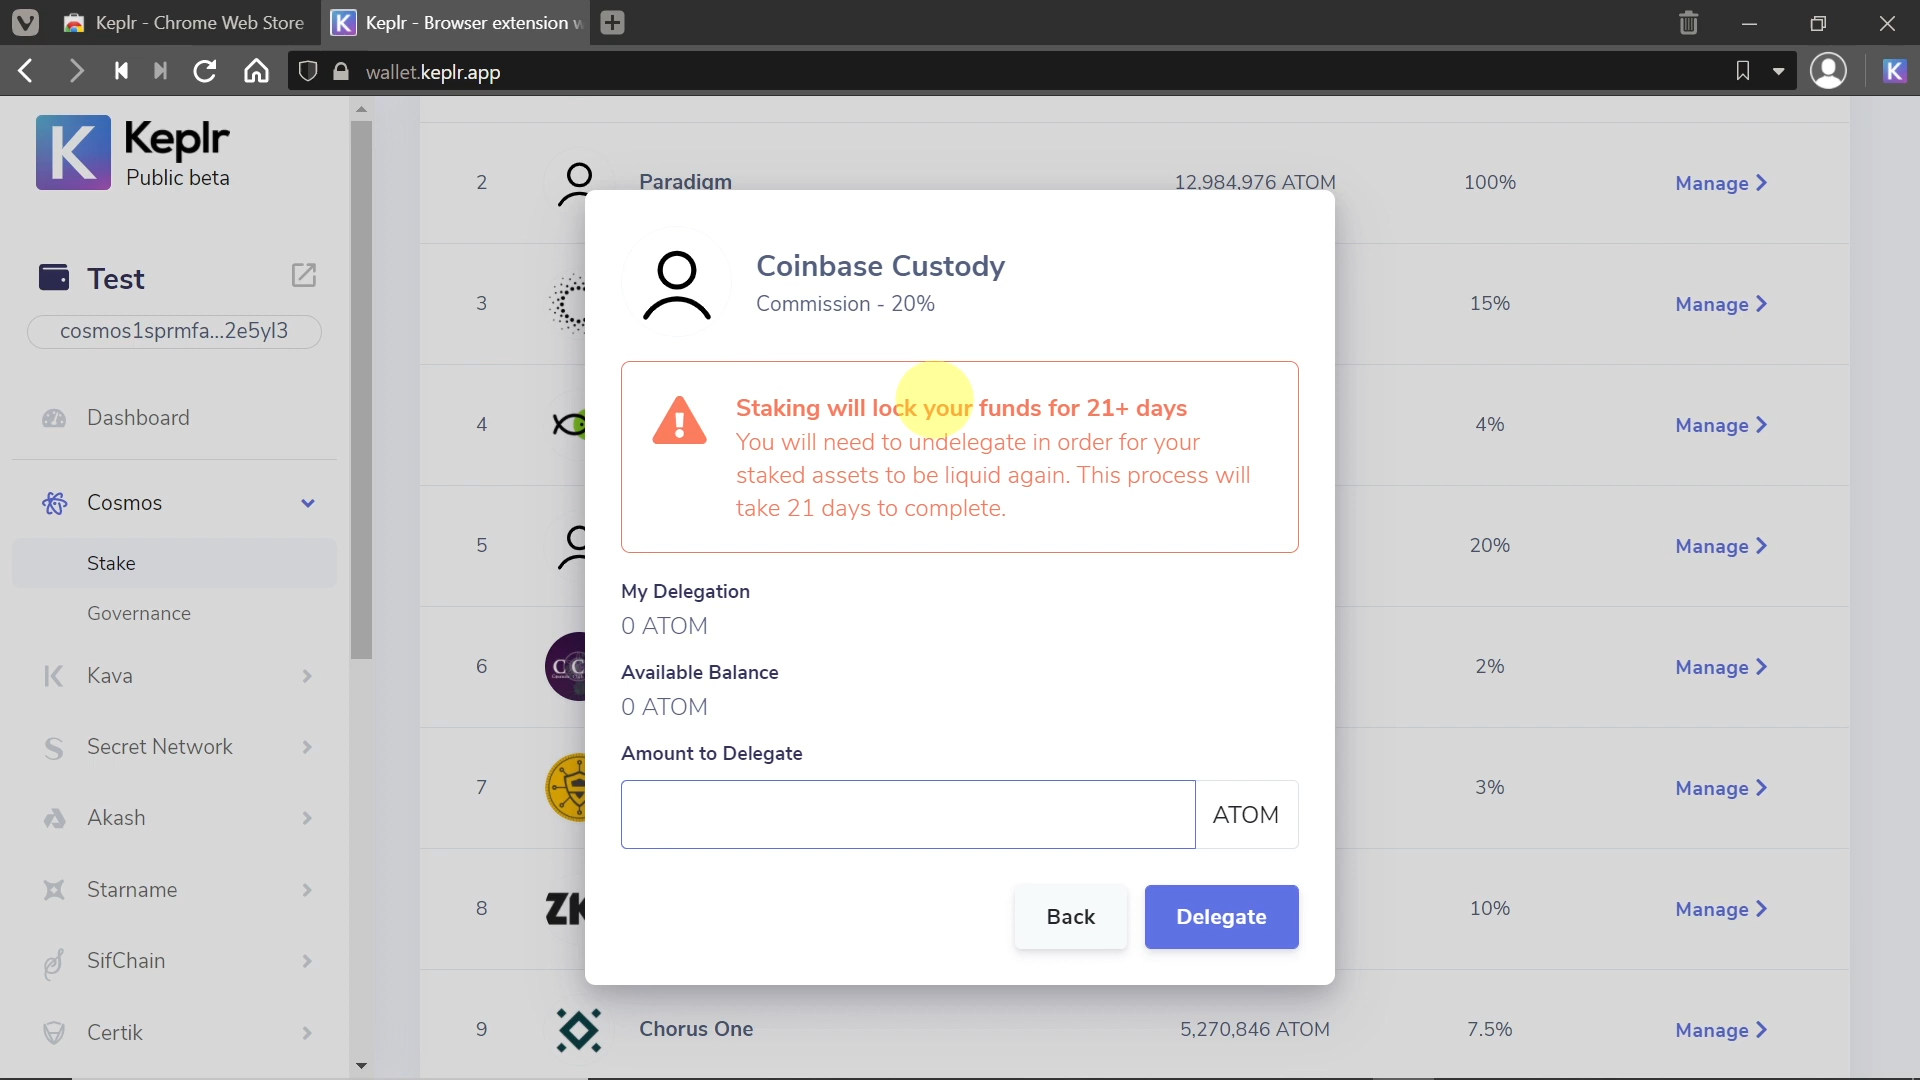 Keplr - Chrome Web Store
Keplr - Browser extension
wallet.keplr.app
K
Keplr
Public beta
Test
cosmos1sprmfa...2e5yl3
Dashboard
Cosmos
Stake
Governance
Kava
Secret Network
Akash
Starname
SifChain
Certik
2 Paradigm 12,984,976 ATOM 100% Manage
3 15% Manage
4 4% Manage
5 20% Manage
6 2% Manage
7 3% Manage
8 10% Manage
9 Chorus One 5,270,846 ATOM 7.5% Manage
Coinbase Custody
Commission - 20%
Staking will lock your funds for 21+ days
You will need to undelegate in order for your
staked assets to be liquid again. This process will
take 21 days to complete.
My Delegation
0 ATOM
Available Balance
0 ATOM
Amount to Delegate
ATOM
Back
Delegate